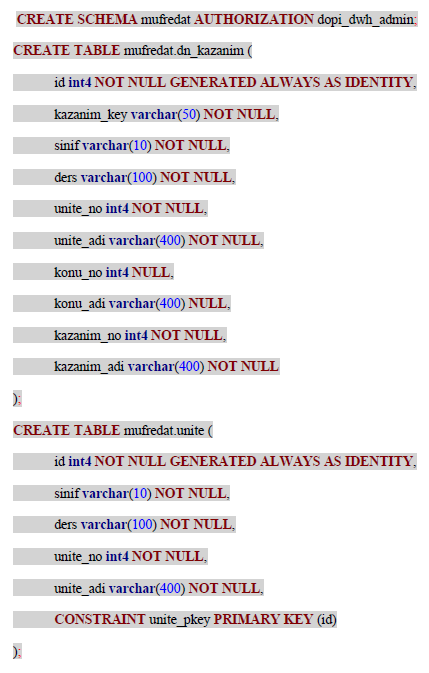 CREATE SCHEMA mufredat AUTHORIZATION dopi_dwh_admin;
CREATE TABLE mufredat.dn_kazanim (
id int4 NOT NULL GENERATED ALWAYS AS IDENTITY,
kazanim_key varchar(50) NOT NULL,
sinif varchar(10) NOT NULL,
ders varchar(100) NOT NULL,
unite_no int4 NOT NULL,
unite_adi varchar(400) NOT NULL,
konu_no int4 NULL,
konu_adi varchar(400) NULL,
kazanim_no int4 NOT NULL,
kazanim_adi varchar(400) NOT NULL
);
CREATE TABLE mufredat.unite (
id int4 NOT NULL GENERATED ALWAYS AS IDENTITY,
sinif varchar(10) NOT NULL,
ders varchar(100) NOT NULL,
unite_no int4 NOT NULL,
unite_adi varchar(400) NOT NULL,
CONSTRAINT unite_pkey PRIMARY KEY (id)
);